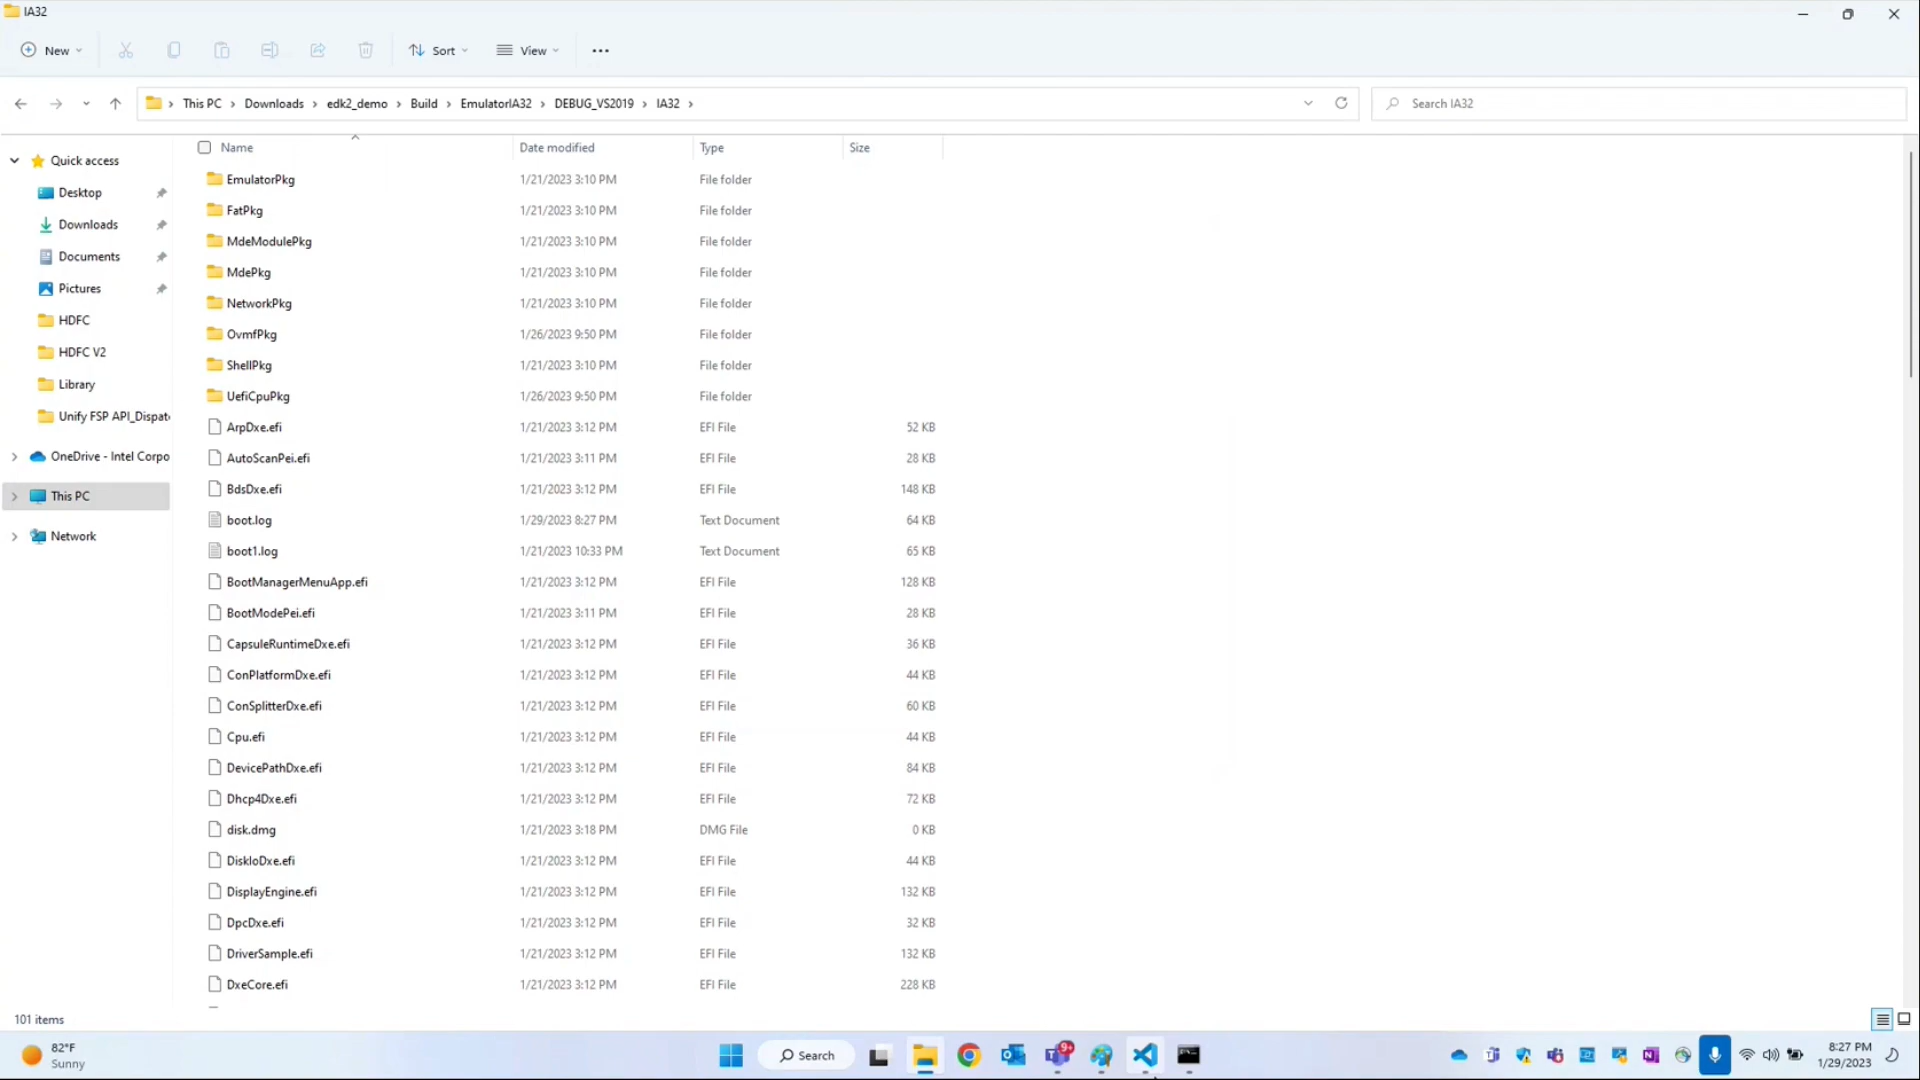 IA32
New
Sort
View
This PC > Downloads > edk2_demo > Build > EmulatorIA32 > DEBUG_VS2019 > IA32 >
Search IA32
Name Date modified Type Size
Quick access
Desktop
Downloads
Documents
Pictures
HDFC
HDFC V2
Library
Unify FSP API_Dispat
OneDrive - Intel Corpo
This PC
Network
EmulatorPkg 1/21/2023 3:10 PM File folder
FatPkg 1/21/2023 3:10 PM File folder
MdeModulePkg 1/21/2023 3:10 PM File folder
MdePkg 1/21/2023 3:10 PM File folder
NetworkPkg 1/21/2023 3:10 PM File folder
OvmfPkg 1/26/2023 9:50 PM File folder
ShellPkg 1/21/2023 3:10 PM File folder
UefiCpuPkg 1/26/2023 9:50 PM File folder
ArpDxe.efi 1/21/2023 3:12 PM EFI File 52 KB
AutoScanPei.efi 1/21/2023 3:11 PM EFI File 28 KB
BdsDxe.efi 1/21/2023 3:12 PM EFI File 148 KB
boot.log 1/29/2023 8:27 PM Text Document 64 KB
boot1.log 1/21/2023 10:33 PM Text Document 65 KB
BootManagerMenuApp.efi 1/21/2023 3:12 PM EFI File 128 KB
BootModePei.efi 1/21/2023 3:11 PM EFI File 28 KB
CapsuleRuntimeDxe.efi 1/21/2023 3:12 PM EFI File 36 KB
ConPlatformDxe.efi 1/21/2023 3:12 PM EFI File 44 KB
ConSplitterDxe.efi 1/21/2023 3:12 PM EFI File 60 KB
Cpu.efi 1/21/2023 3:12 PM EFI File 44 KB
DevicePathDxe.efi 1/21/2023 3:12 PM EFI File 84 KB
Dhcp4Dxe.efi 1/21/2023 3:12 PM EFI File 72 KB
disk.dmg 1/21/2023 3:18 PM DMG File 0 KB
DiskIoDxe.efi 1/21/2023 3:12 PM EFI File 44 KB
DisplayEngine.efi 1/21/2023 3:12 PM EFI File 132 KB
DpcDxe.efi 1/21/2023 3:12 PM EFI File 32 KB
DriverSample.efi 1/21/2023 3:12 PM EFI File 132 KB
DxeCore.efi 1/21/2023 3:12 PM EFI File 228 KB
101 items
82°F
Sunny
Search
9+
8:27 PM
1/29/2023